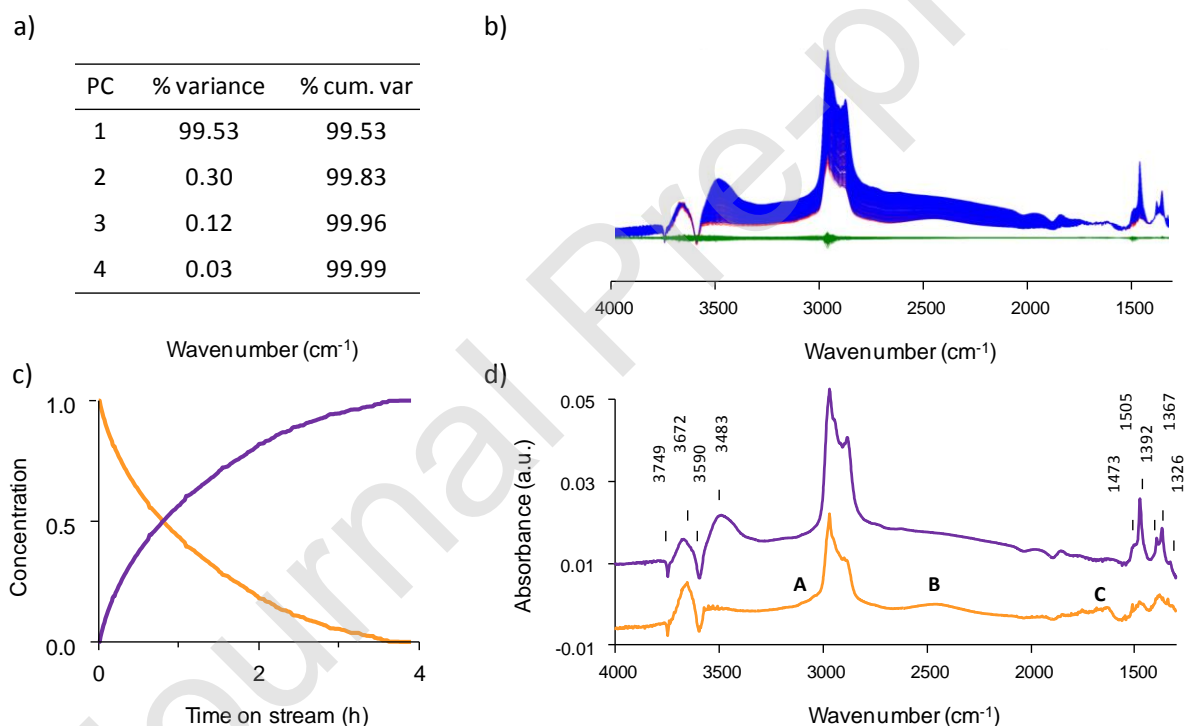 a)
PC % variance % cum. var
1 99.53 99.53
2 0.30 99.83
3 0.12 99.96
4 0.03 99.99
Wavenumber (cm-1)
b)
4000 3500 3000 2500 2000 1500
Wavenumber (cm-1)
c)
Concentration
1.0
0.5
0.0
0 2 4
Time on stream (h)
d)
Absorbance (a.u.)
0.05
0.03
0.01
-0.01
3749
3672
3590
3483
1505
1473
1392
1367
1326
A B C
4000 3500 3000 2500 2000 1500
Wavenumber (cm-1)
Journal Pre-pr